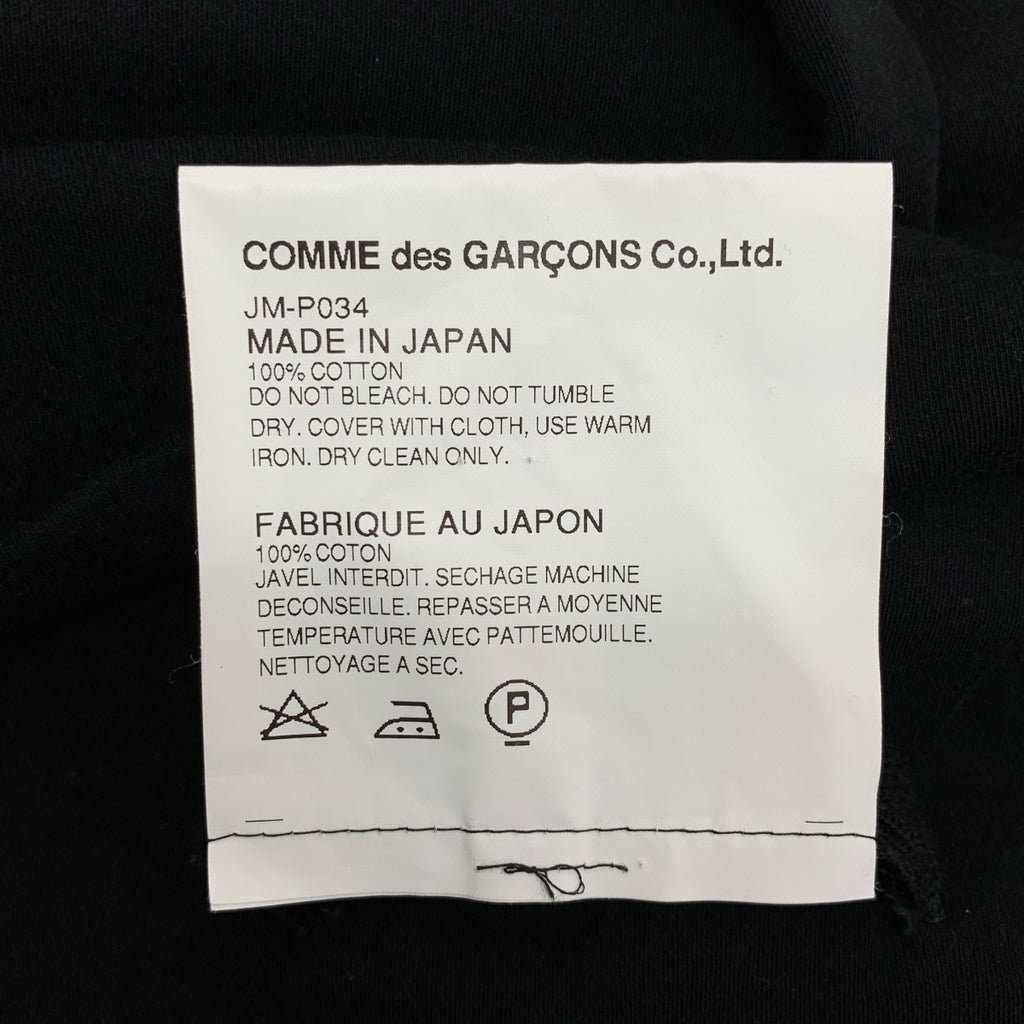 COMME des GARÇONS Co.,Ltd.
JM-P034
MADE IN JAPAN
100% COTTON
DO NOT BLEACH. DO NOT TUMBLE
DRY. COVER WITH CLOTH, USE WARM
IRON. DRY CLEAN ONLY.
FABRIQUE AU JAPON
100% COTON
JAVEL INTERDIT. SECHAGE MACHINE
DECONSEILLE. REPASSER A MOYENNE
TEMPERATURE AVEC PATTEMOUILLE.
NETTOYAGE A SEC.
P